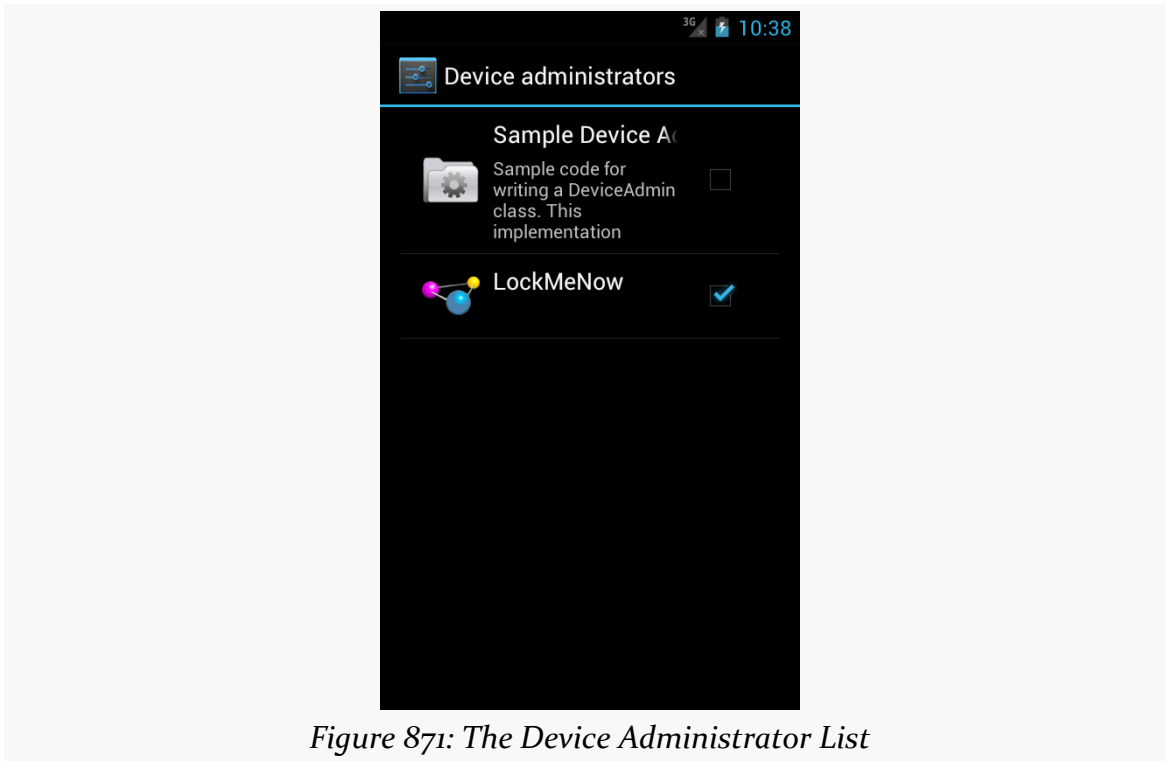 3G 10:38
Device administrators
Sample Device A
Sample code for
writing a DeviceAdmin
class. This
implementation
LockMeNow
Figure 871: The Device Administrator List